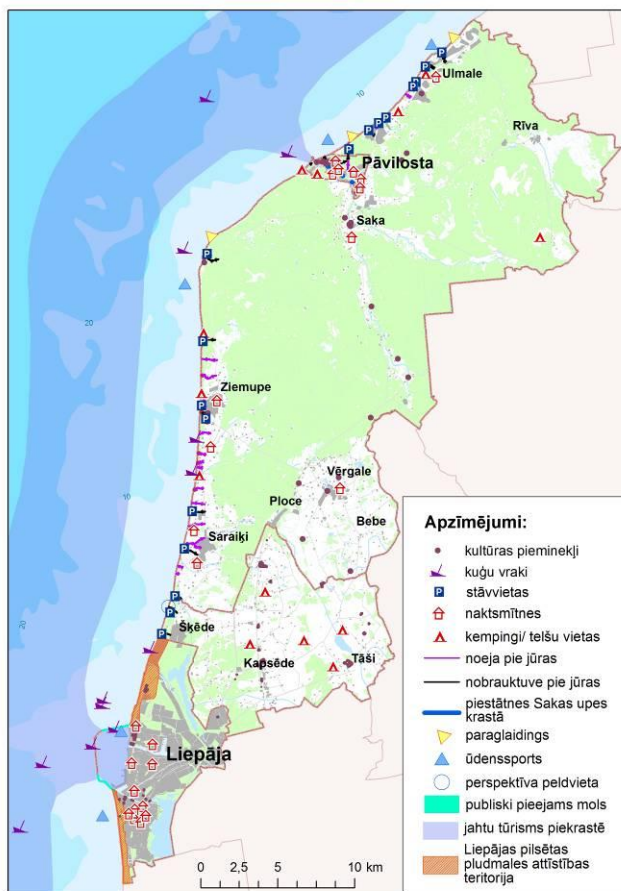 Ulmale
10
Rīva
Pāvilosta
Saka
20
Ziemupe
Vērgale
10
Ploce
Bebe
Saraiķi
20
Šķēde
Kapsēde
Tāši
Liepāja
0 2,5 5 10 km
Apzīmējumi:
kultūras pieminekļi
kuģu vraki
P stāvvietas
naktsmītnes
kempingi/ telšu vietas
noeja pie jūras
nobrauktuve pie jūras
piestātnes Sakas upes
krastā
paraglaidings
ūdenssports
perspektīva peldvieta
publiski pieejams mols
jahtu tūrisms piekrastē
Liepājas pilsētas
pludmales attīstības
teritorija